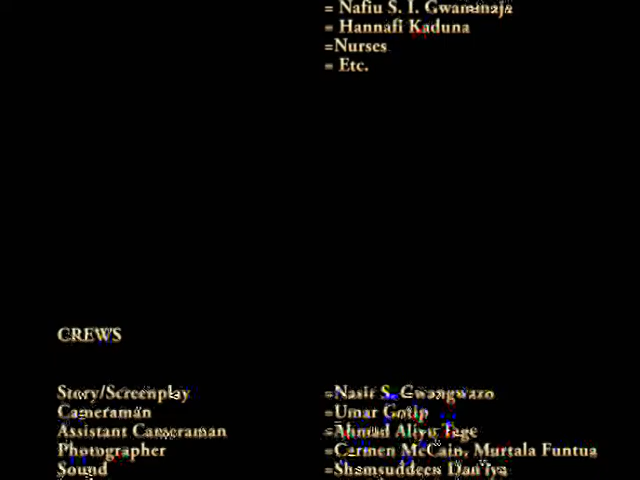 = Nafiu S. I. Gwammaja
= Hannafi Kaduna
=Nurses
= Etc.
CREWS
Story/Screenplay =Nasir S. Gwangwazo
Cameraman =Umar Gotip
Assistant Cameraman =Ahmad Aliyu Tage
Photographer =Carmen McCain, Murtala Funtua
Sound =Shamsuddeen Dan'iya